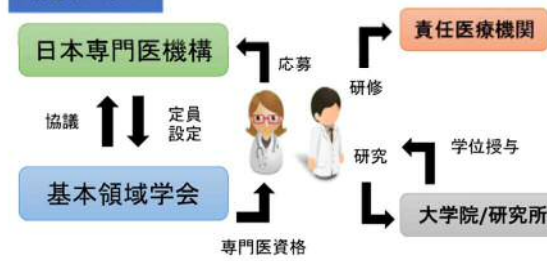 日本専門医機構
責任医療機関
応募
研修
協議
定員
設定
研究
学位授与
基本領域学会
大学院/研究所
専門医資格